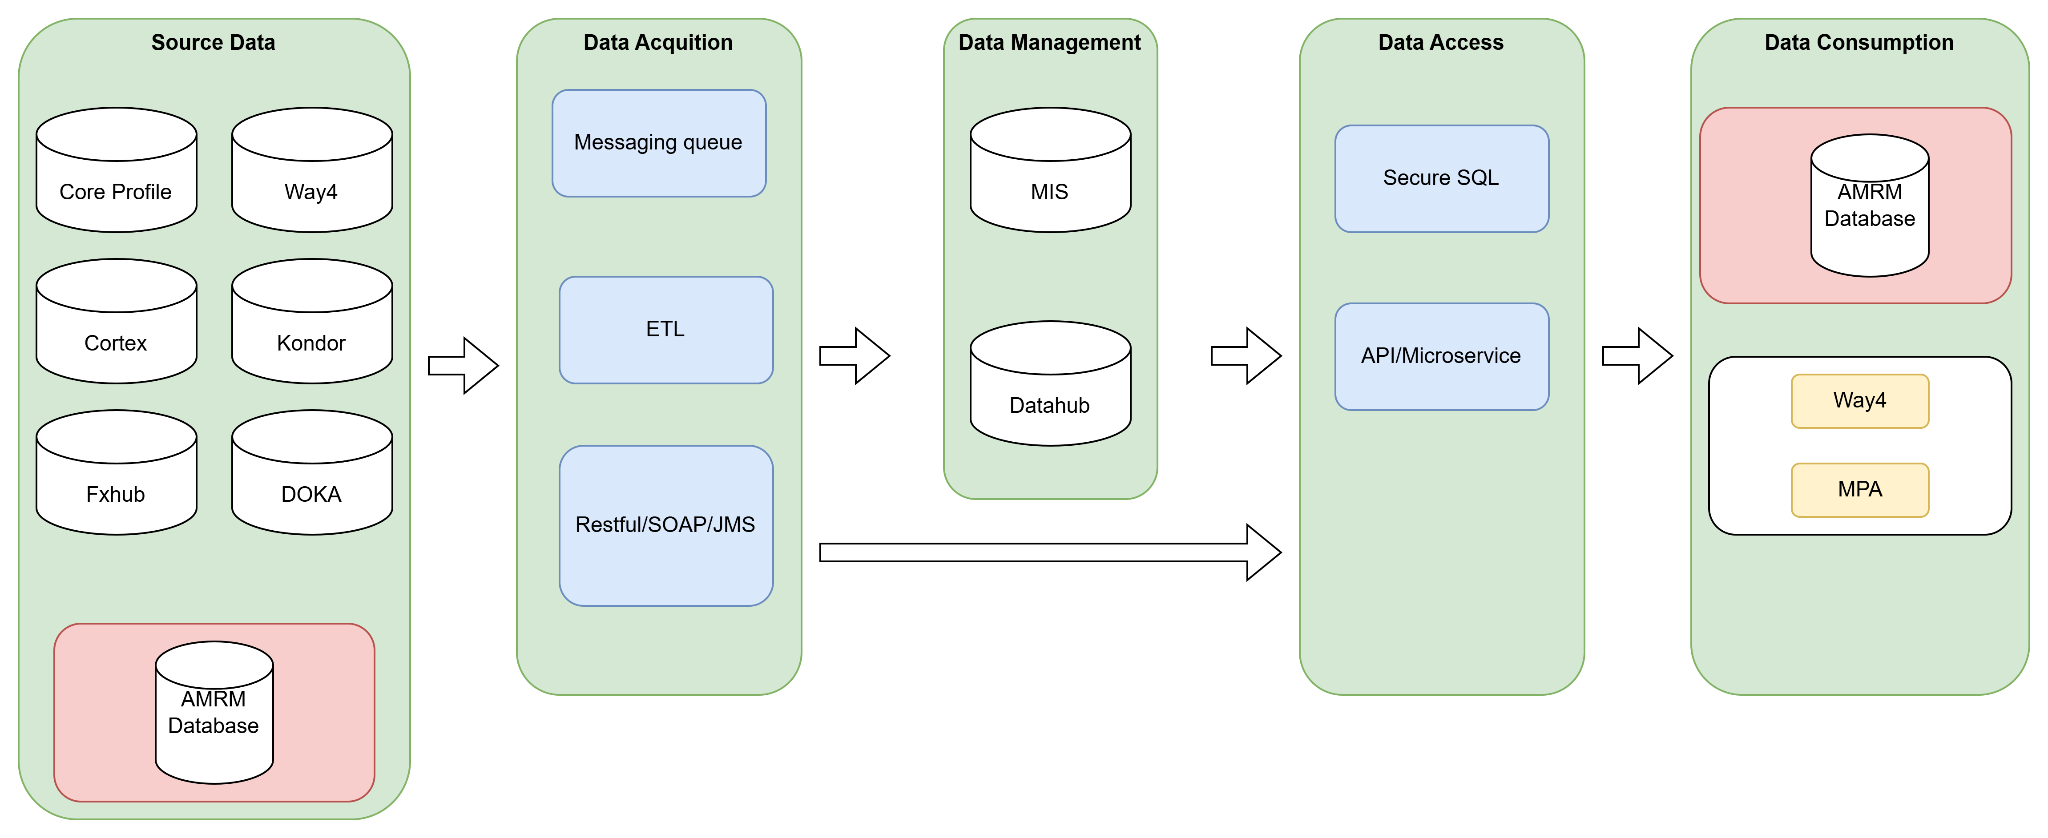 Source Data
Core Profile
Way4
Cortex
Kondor
Fxhub
DOKA
AMRM
Database
Data Acquition
Messaging queue
ETL
Restful/SOAP/JMS
Data Management
MIS
Datahub
Data Access
Secure SQL
API/Microservice
Data Consumption
AMRM
Database
Way4
MPA